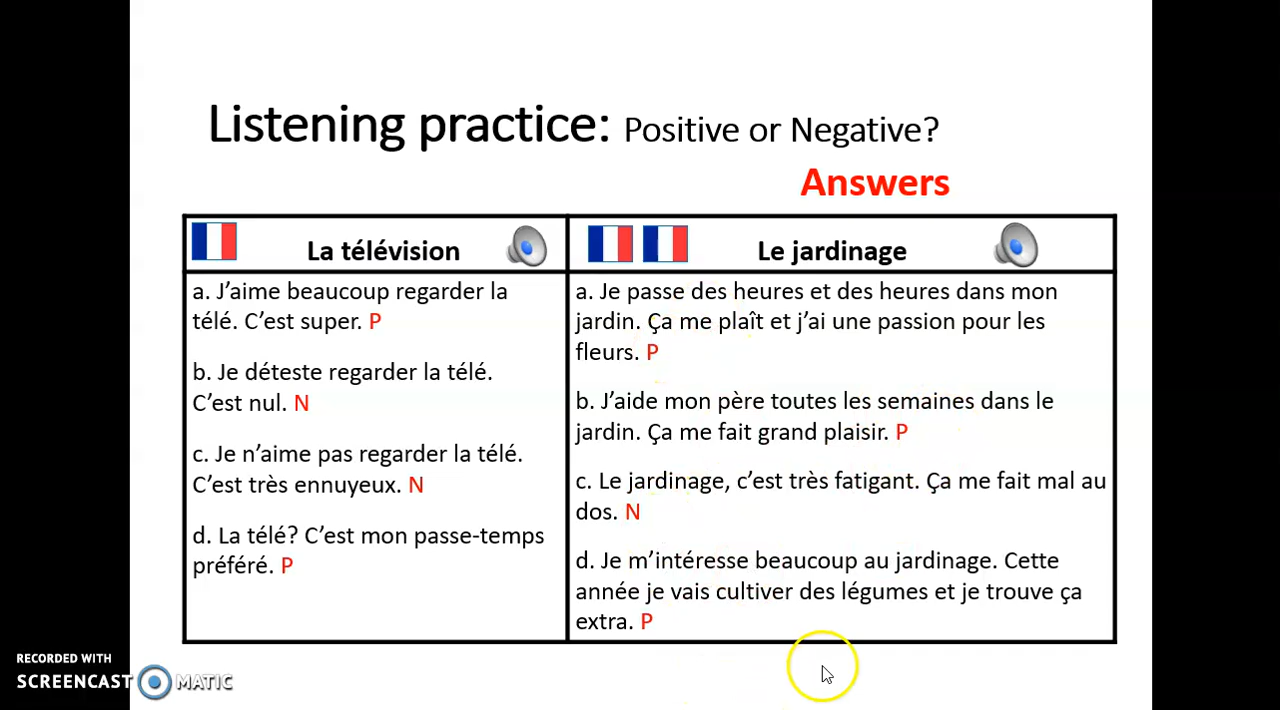 Listening practice: Positive or Negative?
Answers
La télévision
a. J’aime beaucoup regarder la
télé. C’est super. P
b. Je déteste regarder la télé.
C’est nul. N
c. Je n’aime pas regarder la télé.
C’est très ennuyeux. N
d. La télé? C’est mon passe-temps
préféré. P
Le jardinage
a. Je passe des heures et des heures dans mon
jardin. Ça me plaît et j’ai une passion pour les
fleurs. P
b. J’aide mon père toutes les semaines dans le
jardin. Ça me fait grand plaisir. P
c. Le jardinage, c’est très fatigant. Ça me fait mal au
dos. N
d. Je m’intéresse beaucoup au jardinage. Cette
année je vais cultiver des légumes et je trouve ça
extra. P
RECORDED WITH
SCREENCAST MATIC